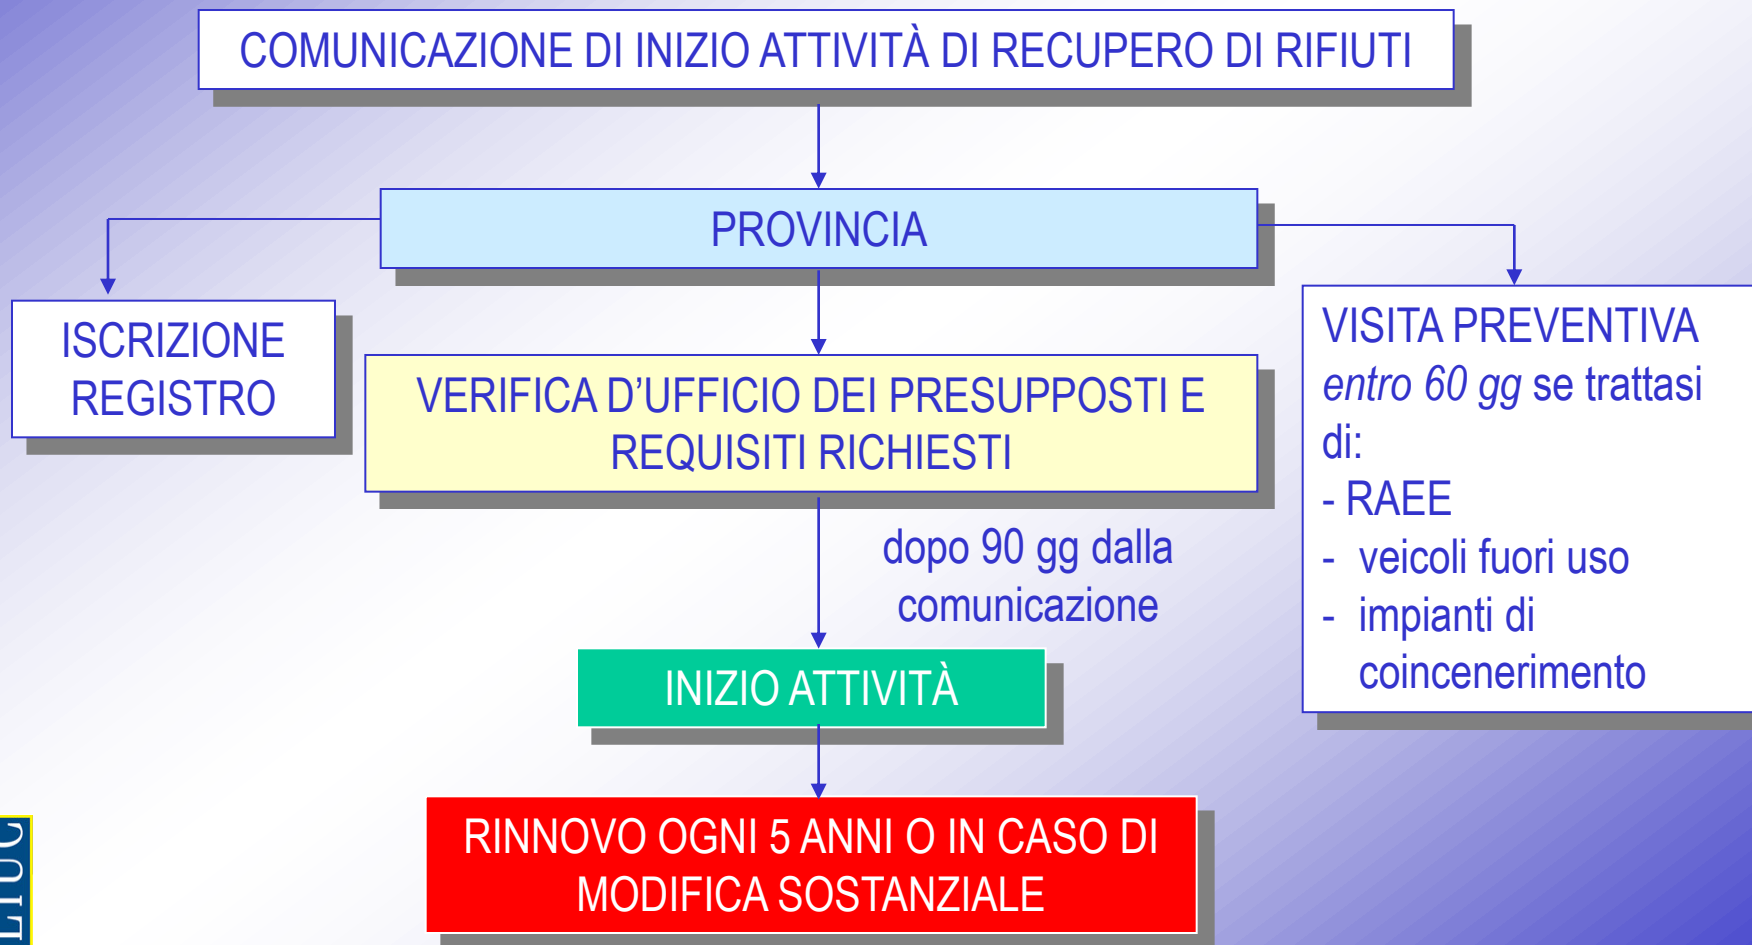 COMUNICAZIONE DI INIZIO ATTIVITÀ DI RECUPERO DI RIFIUTI
PROVINCIA
ISCRIZIONE
REGISTRO
VERIFICA D’UFFICIO DEI PRESUPPOSTI E
REQUISITI RICHIESTI
VISITA PREVENTIVA
entro 60 gg se trattasi
di:
- RAEE
- veicoli fuori uso
- impianti di
coincenerimento
dopo 90 gg dalla
comunicazione
INIZIO ATTIVITÀ
RINNOVO OGNI 5 ANNI O IN CASO DI
MODIFICA SOSTANZIALE
LIUC